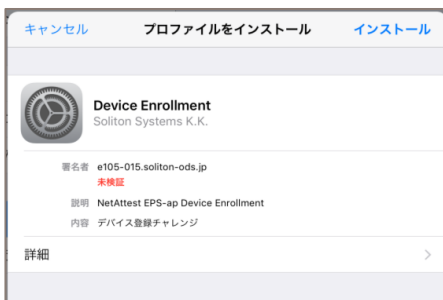 キャンセル プロファイルをインストール インストール
Device Enrollment
Soliton Systems K.K.
署名者 e105-015.soliton-ods.jp
未検証
説明 NetAttest EPS-ap Device Enrollment
内容 デバイス登録チャレンジ
詳細